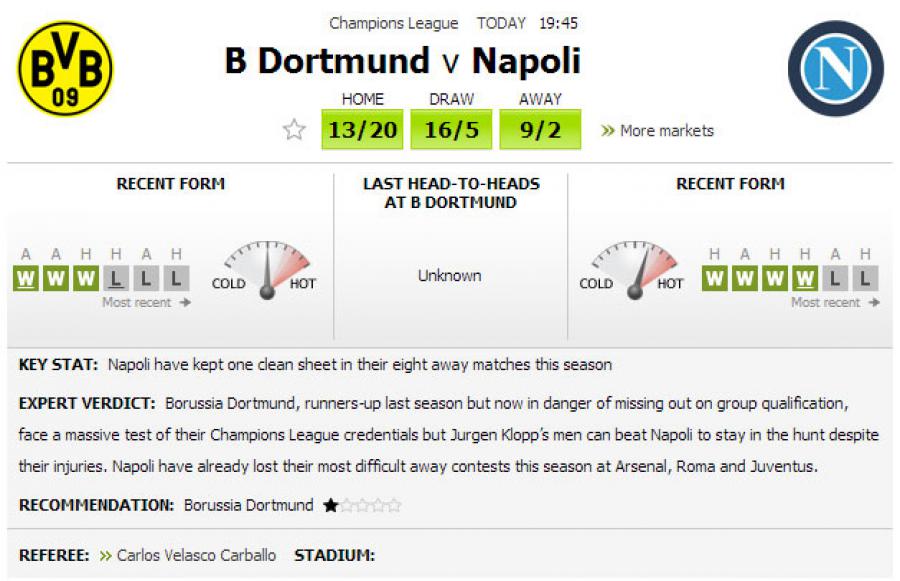 Champions League TODAY 19:45
B Dortmund v Napoli
BVB
09
N
HOME DRAW AWAY
13/20 16/5 9/2 » More markets
RECENT FORM
A A H H A H
W W W L L L
Most recent →
COLD HOT
LAST HEAD-TO-HEADS
AT B DORTMUND
Unknown
RECENT FORM
COLD HOT
H A H H A H
W W W W L L
Most recent →
KEY STAT: Napoli have kept one clean sheet in their eight away matches this season
EXPERT VERDICT: Borussia Dortmund, runners-up last season but now in danger of missing out on group qualification,
face a massive test of their Champions League credentials but Jurgen Klopp's men can beat Napoli to stay in the hunt despite
their injuries. Napoli have already lost their most difficult away contests this season at Arsenal, Roma and Juventus.
RECOMMENDATION: Borussia Dortmund ★☆☆☆☆
REFEREE: » Carlos Velasco Carballo STADIUM: